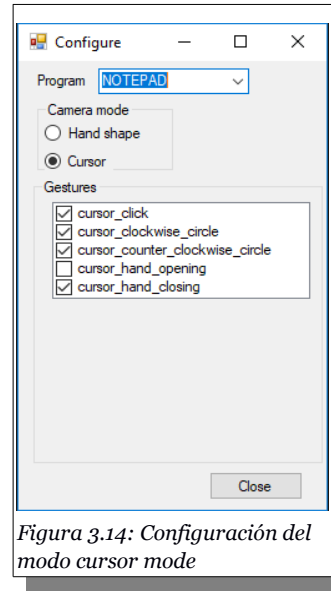 Configure
Program NOTEPAD
Camera mode
Hand shape
Cursor
Gestures
cursor_click
cursor_clockwise_circle
cursor_counter_clockwise_circle
cursor_hand_opening
cursor_hand_closing
Close
Figura 3.14: Configuración del
modo cursor mode